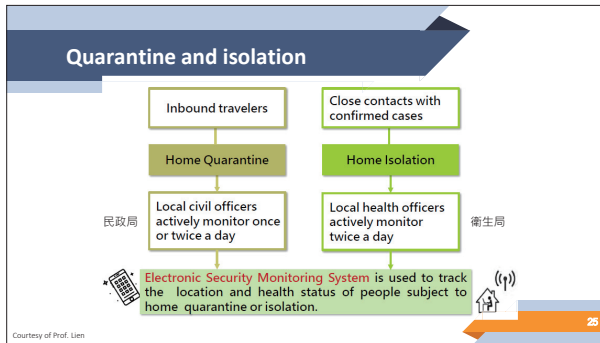 Quarantine and isolation
Inbound travelers
Close contacts with
confirmed cases
Home Quarantine
Home Isolation
民政局
Local civil officers
actively monitor once
or twice a day
Local health officers
actively monitor
twice a day
衛生局
Electronic Security Monitoring System is used to track
the location and health status of people subject to
home quarantine or isolation.
Courtesy of Prof. Lien
25